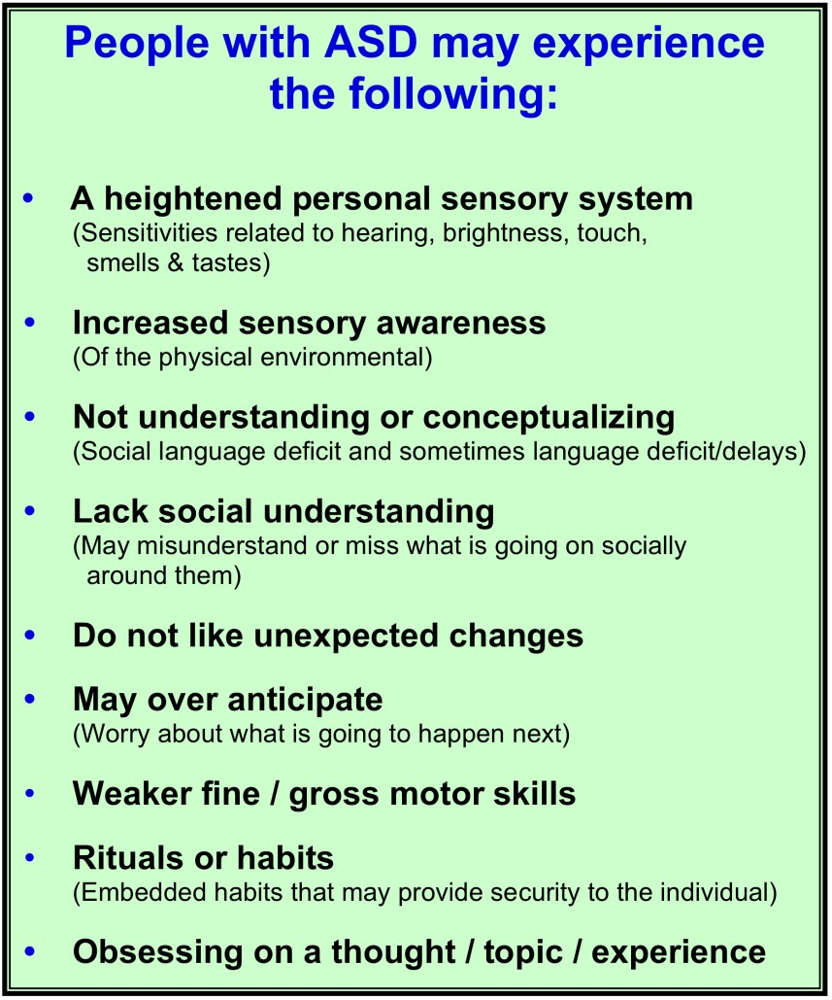 People with ASD may experience
the following:
• A heightened personal sensory system
(Sensitivities related to hearing, brightness, touch,
smells & tastes)
• Increased sensory awareness
(Of the physical environmental)
• Not understanding or conceptualizing
(Social language deficit and sometimes language deficit/delays)
• Lack social understanding
(May misunderstand or miss what is going on socially
around them)
• Do not like unexpected changes
• May over anticipate
(Worry about what is going to happen next)
• Weaker fine / gross motor skills
• Rituals or habits
(Embedded habits that may provide security to the individual)
• Obsessing on a thought / topic / experience